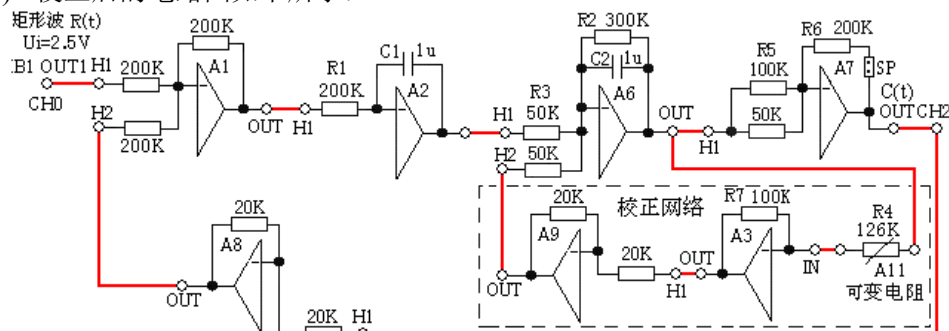 矩形波 R(t)
Ui=2.5V
B1 OUT1 H1
CH0
H2
200K
200K
200K
A1
OUT H1
R1
200K
C1 1u
A2
H1
R3
50K
H2
50K
R2 300K
C2 1u
A6
OUT
H1
R5
100K
50K
R6 200K
A7
SP
C(t)
OUT CH2
20K
A8
OUT
20K H1
校正网络
20K
A9
OUT
20K
OUT
H1
R7 100K
A3
IN
R4
126K
A11
可变电阻